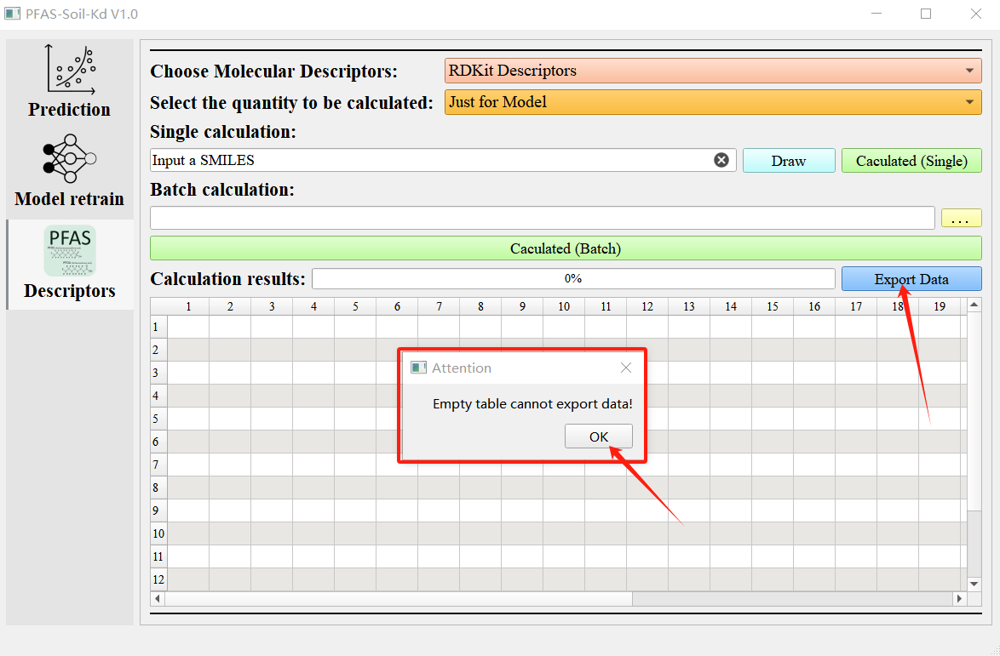 PFAS-Soil-Kd V1.0
Prediction
Model retrain
PFAS
Descriptors
Choose Molecular Descriptors: RDKit Descriptors
Select the quantity to be calculated: Just for Model
Single calculation:
Input a SMILES Draw Caculated (Single)
Batch calculation:
...
Caculated (Batch)
Calculation results: 0% Export Data
1 2 3 4 5 6 7 8 9 10 11 12 13 14 15 16 17 18 19
1
2
3
4
5
6
7
8
9
10
11
12
Attention
Empty table cannot export data!
OK